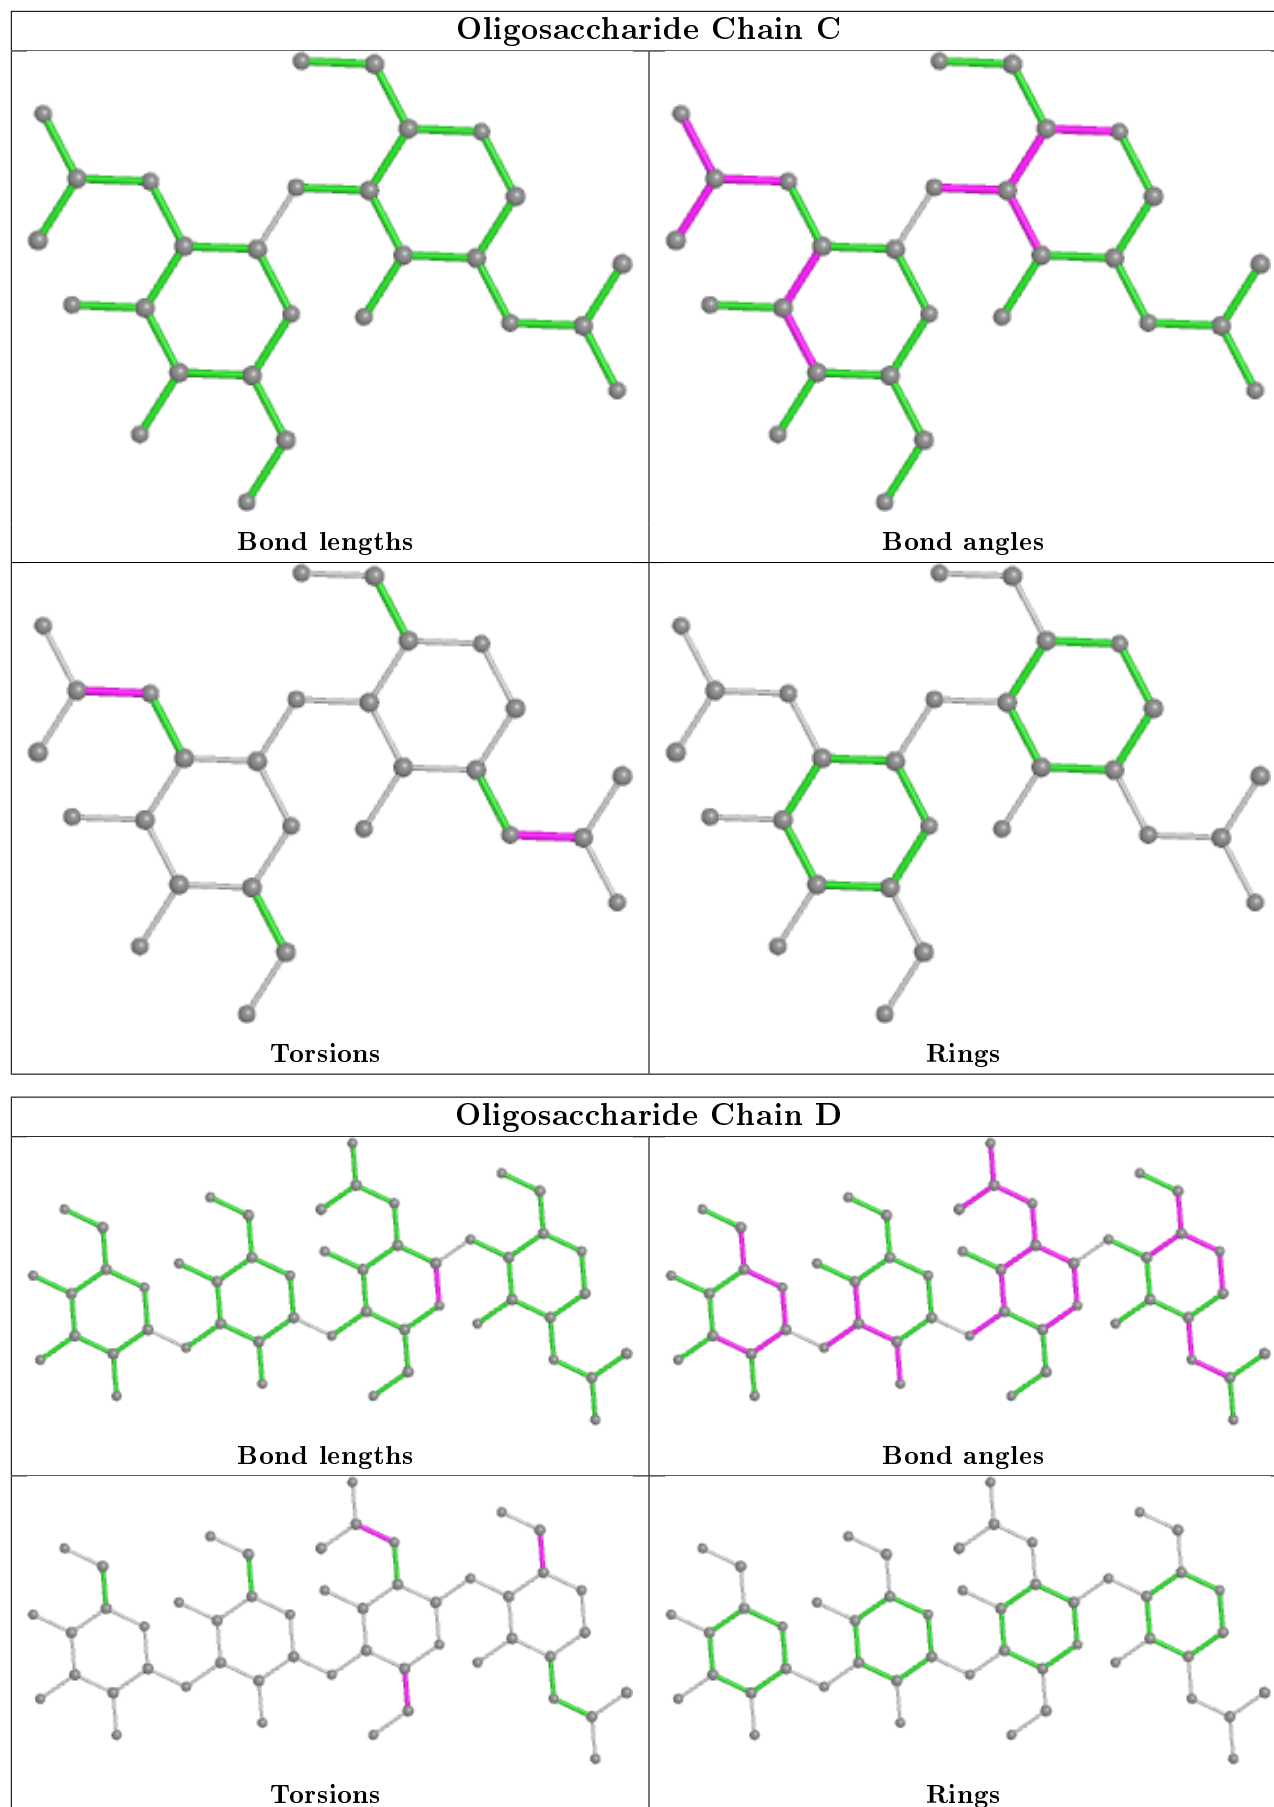 Oligosaccharide Chain C
Bond lengths
Bond angles
Torsions
Rings
Oligosaccharide Chain D
Bond lengths
Bond angles
Torsions
Rings